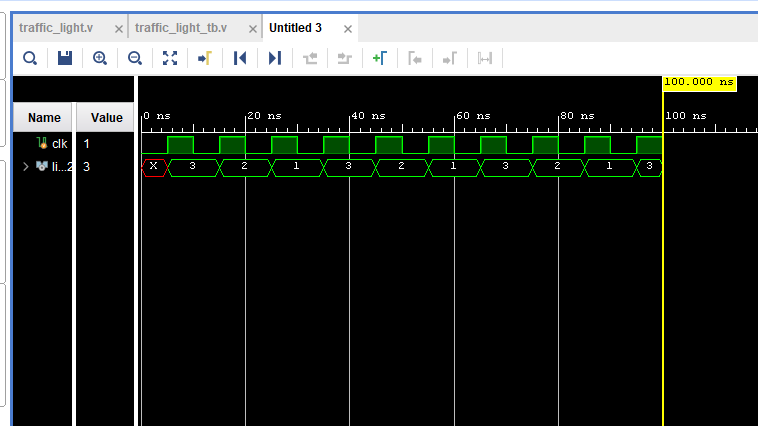 traffic_light.v × traffic_light_tb.v × Untitled 3 ×
100.000 ns
Name Value
0 ns 20 ns 40 ns 60 ns 80 ns 100 ns
clk 1
li...2 3 X 3 2 1 3 2 1 3 2 1 3